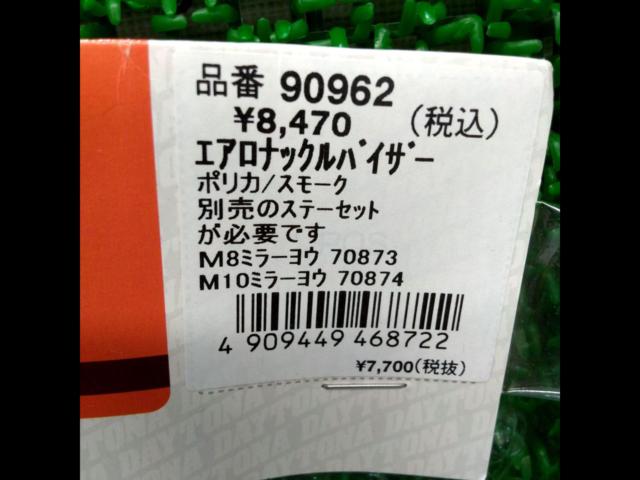 品番 90962
¥8,470 (税込)
ｴｱﾛﾅｯｸﾙﾊﾞｲｻﾞｰ
ポリカ/スモーク
別売のｽﾃｰｾｯﾄ
が必要です
M8ﾐﾗｰﾖｳ 70873
M10ﾐﾗｰﾖｳ 70874
4 909449 468722
¥7,700(税抜)
DAYTONA